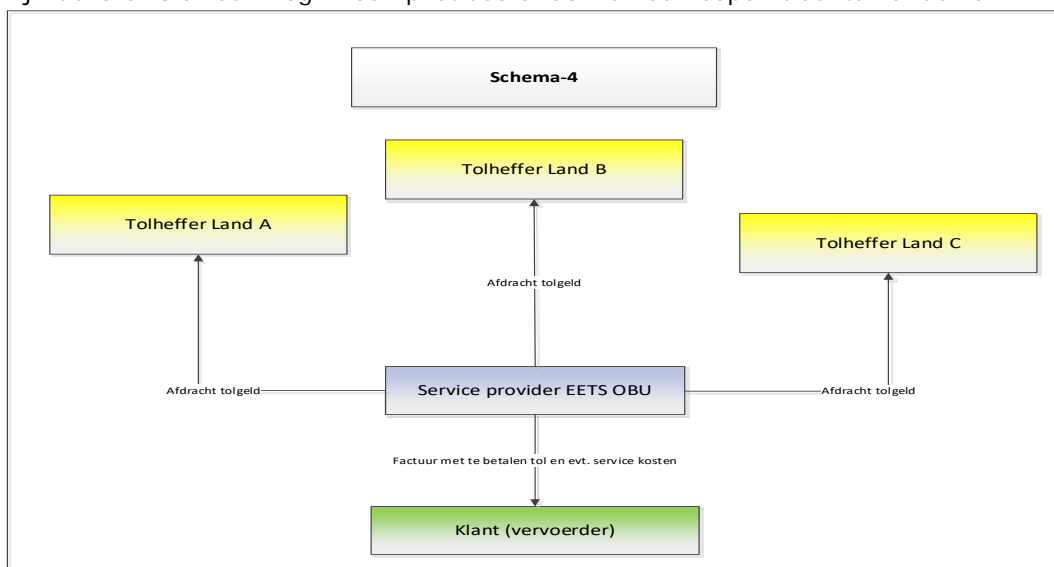 Schema-4
Tolheffer Land B
Tolheffer Land A
Tolheffer Land C
Afdracht tolgeld
Afdracht tolgeld
Service provider EETS OBU
Afdracht tolgeld
Factuur met te betalen tol en evt. service kosten
Klant (vervoerder)